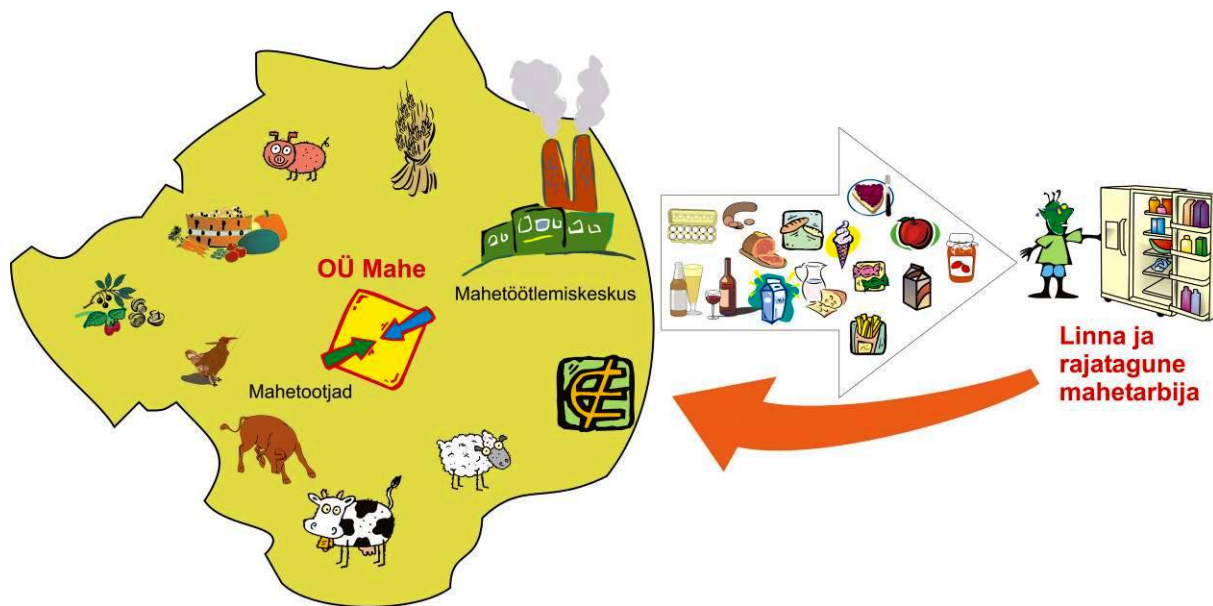 OÜ Mahe
Mahetöötlemiskeskus
Mahetootjad
Linna ja
rajatagune
mahetarbija